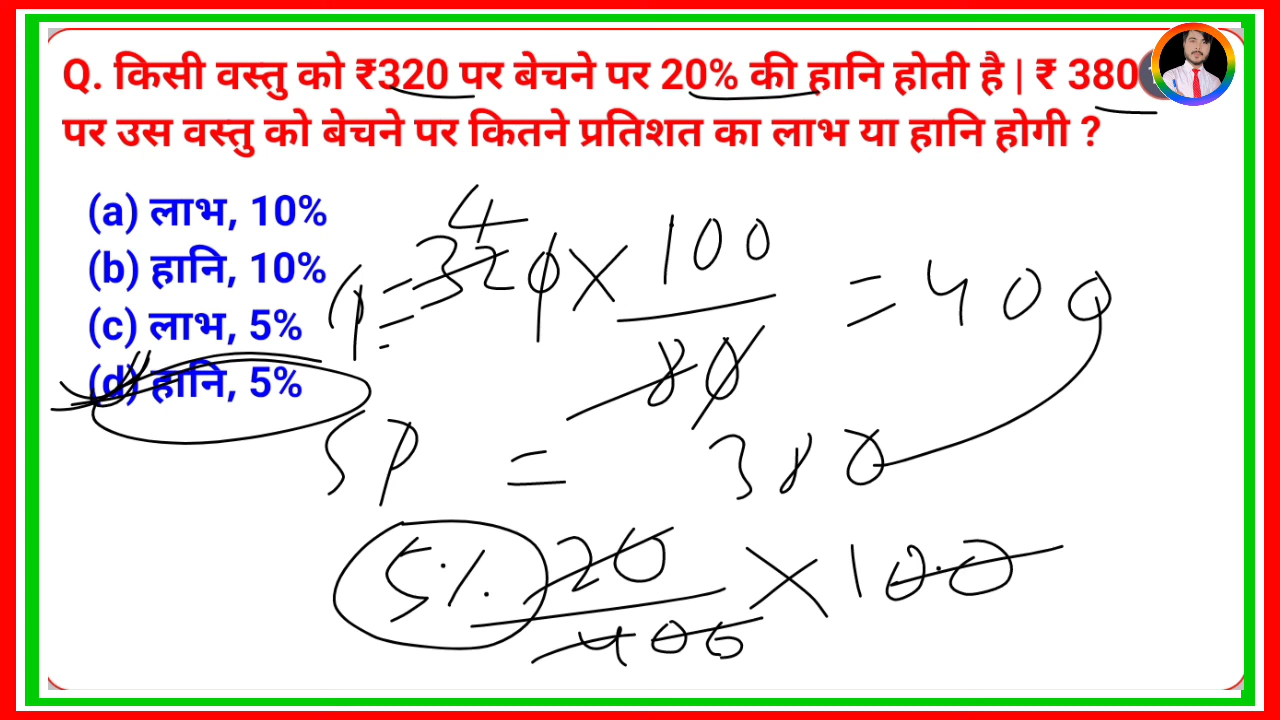 Q. किसी वस्तु को ₹320 पर बेचने पर 20% की हानि होती है | ₹ 380
पर उस वस्तु को बेचने पर कितने प्रतिशत का लाभ या हानि होगी ?
(a) लाभ, 10%
(b) हानि, 10%
(c) लाभ, 5%
(d) हानि, 5%
4
= 320 × 100 = 400
80
SP = 380
5% 20 × 100
400